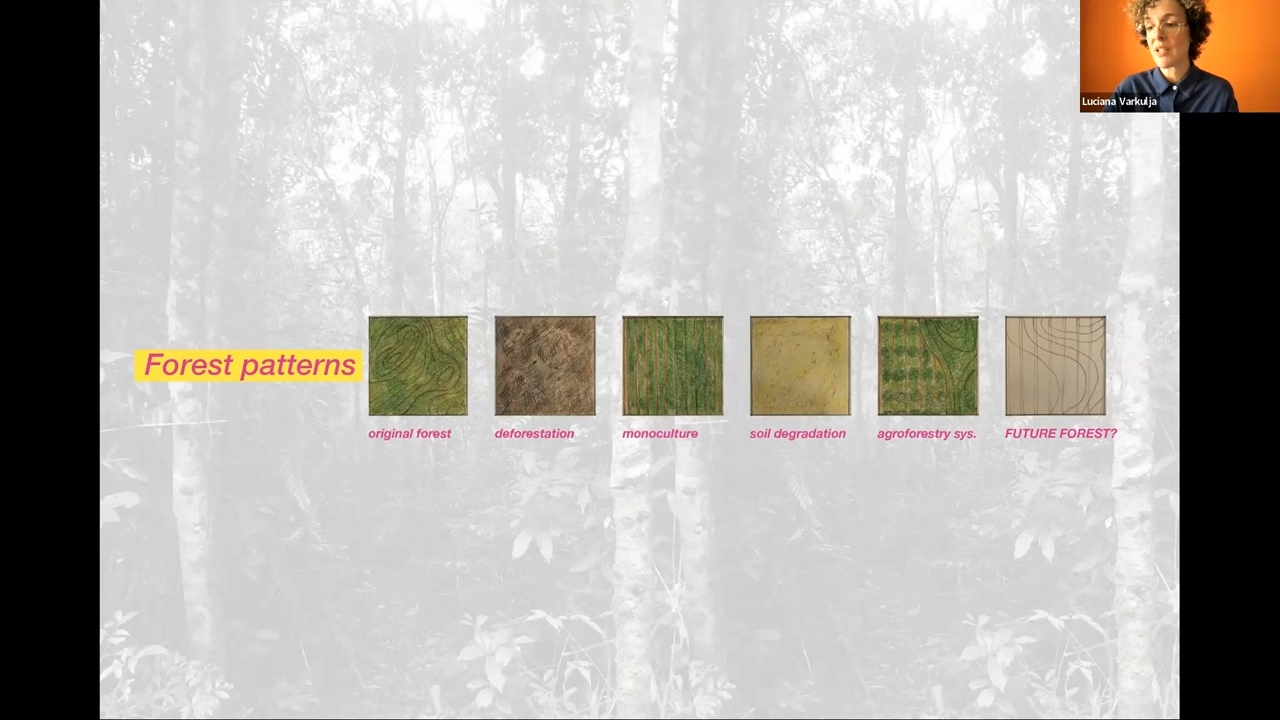 Luciana Varkulja
Forest patterns
original forest
deforestation
monoculture
soil degradation
agroforestry sys.
FUTURE FOREST?